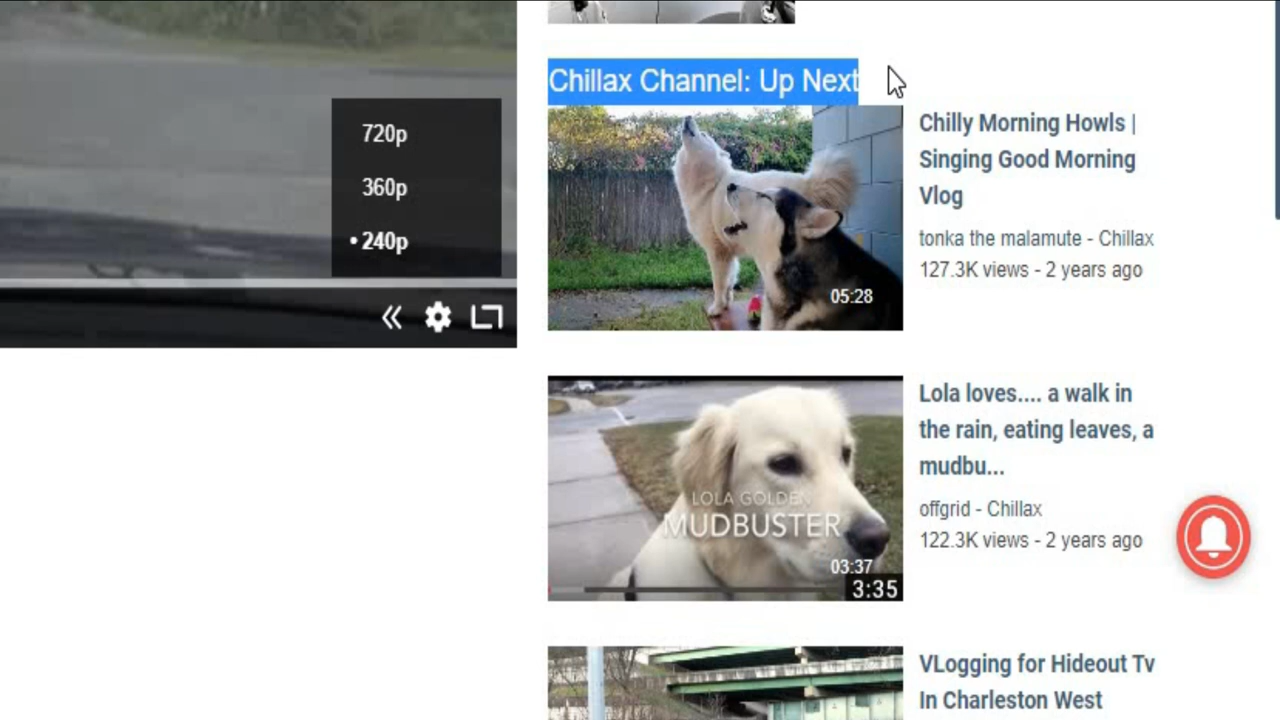 720p
360p
• 240p
Chillax Channel: Up Next
05:28
Chilly Morning Howls |
Singing Good Morning
Vlog
tonka the malamute - Chillax
127.3K views - 2 years ago
LOLA GOLDEN
MUDBUSTER
03:37
3:35
Lola loves.... a walk in
the rain, eating leaves, a
mudbu...
offgrid - Chillax
122.3K views - 2 years ago
VLogging for Hideout Tv
In Charleston West